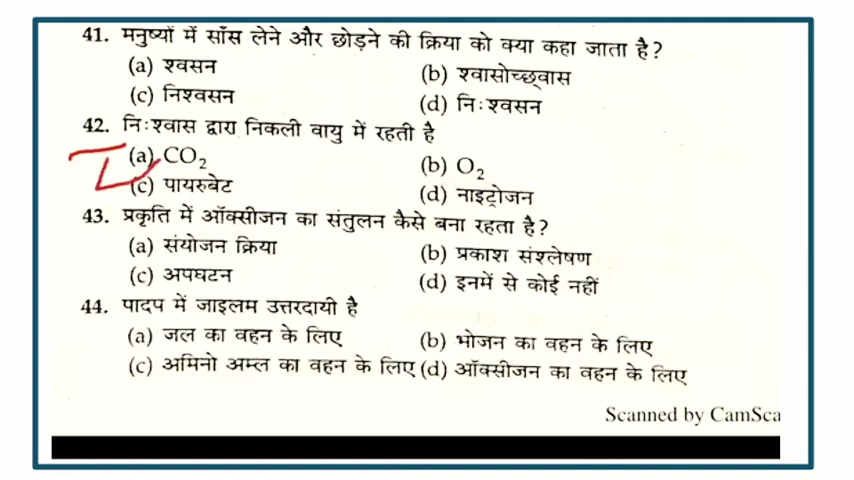 41. मनुष्यों में साँस लेने और छोड़ने की क्रिया को क्या कहा जाता है?
(a) श्वसन (b) श्वासोच्छ्वास
(c) निश्वसन (d) निःश्वसन
42. निःश्वास द्वारा निकली वायु में रहती है
(a) CO₂ (b) O₂
(c) पायरुबेट (d) नाइट्रोजन
43. प्रकृति में ऑक्सीजन का संतुलन कैसे बना रहता है?
(a) संयोजन क्रिया (b) प्रकाश संश्लेषण
(c) अपघटन (d) इनमें से कोई नहीं
44. पादप में जाइलम उत्तरदायी है
(a) जल का वहन के लिए (b) भोजन का वहन के लिए
(c) अमिनो अम्ल का वहन के लिए (d) ऑक्सीजन का वहन के लिए
Scanned by CamSca